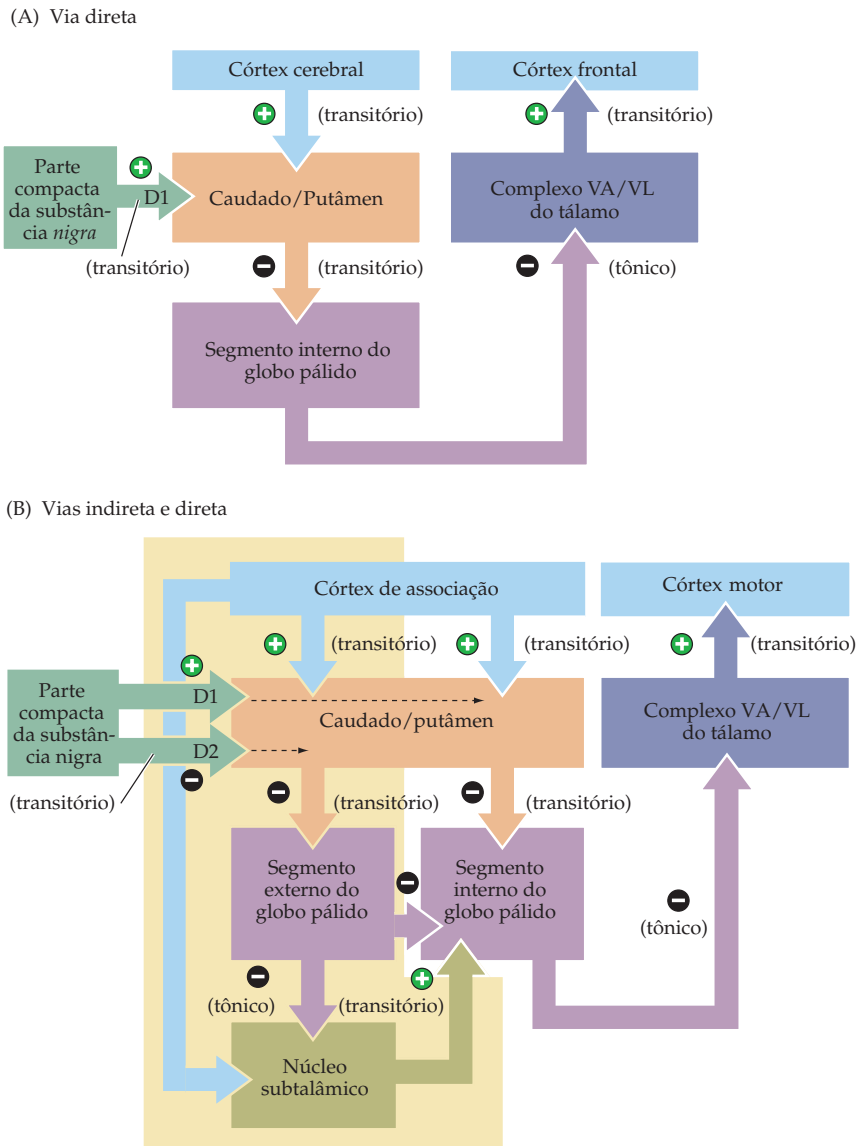 (A) Via direta
Córtex cerebral
Córtex frontal
(transitório)
(transitório)
Parte
compacta
da substân-
cia nigra
D1
(transitório)
Caudado/Putâmen
Complexo VA/VL
do tálamo
(transitório)
(tônico)
Segmento interno do
globo pálido
(B) Vias indireta e direta
Córtex de associação
Córtex motor
(transitório)
(transitório)
(transitório)
Parte
compacta
da substân-
cia nigra
D1
D2
(transitório)
Caudado/putâmen
Complexo VA/VL
do tálamo
(transitório)
(transitório)
Segmento
externo do
globo pálido
Segmento
interno do
globo pálido
(tônico)
(tônico)
(transitório)
Núcleo
subtalâmico